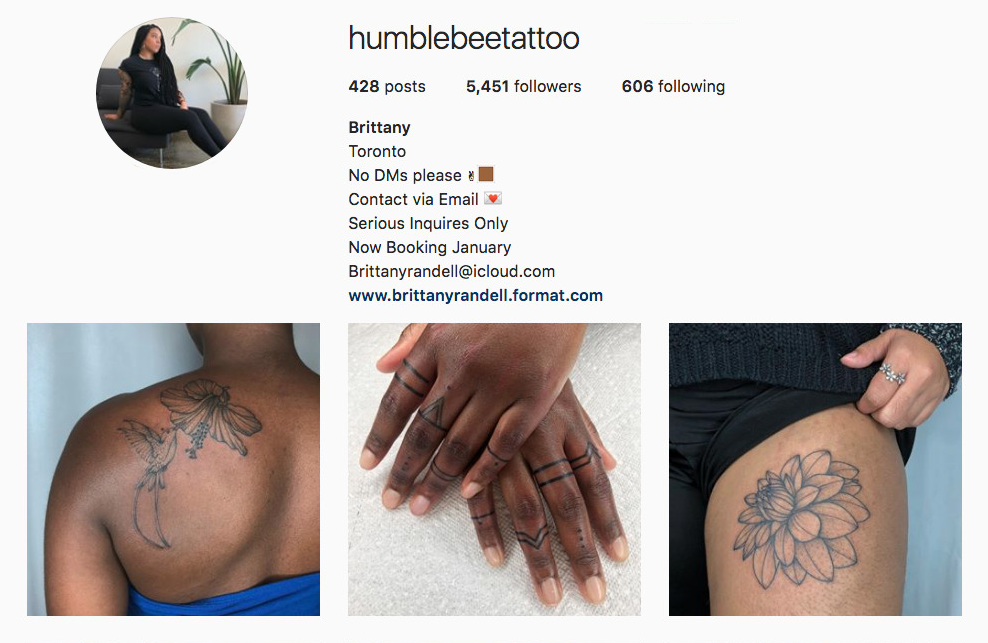 humblebeetattoo
428 posts 5,451 followers 606 following
Brittany
Toronto
No DMs please ✌🏾
Contact via Email 💌
Serious Inquires Only
Now Booking January
Brittanyrandell@icloud.com
www.brittanyrandell.format.com